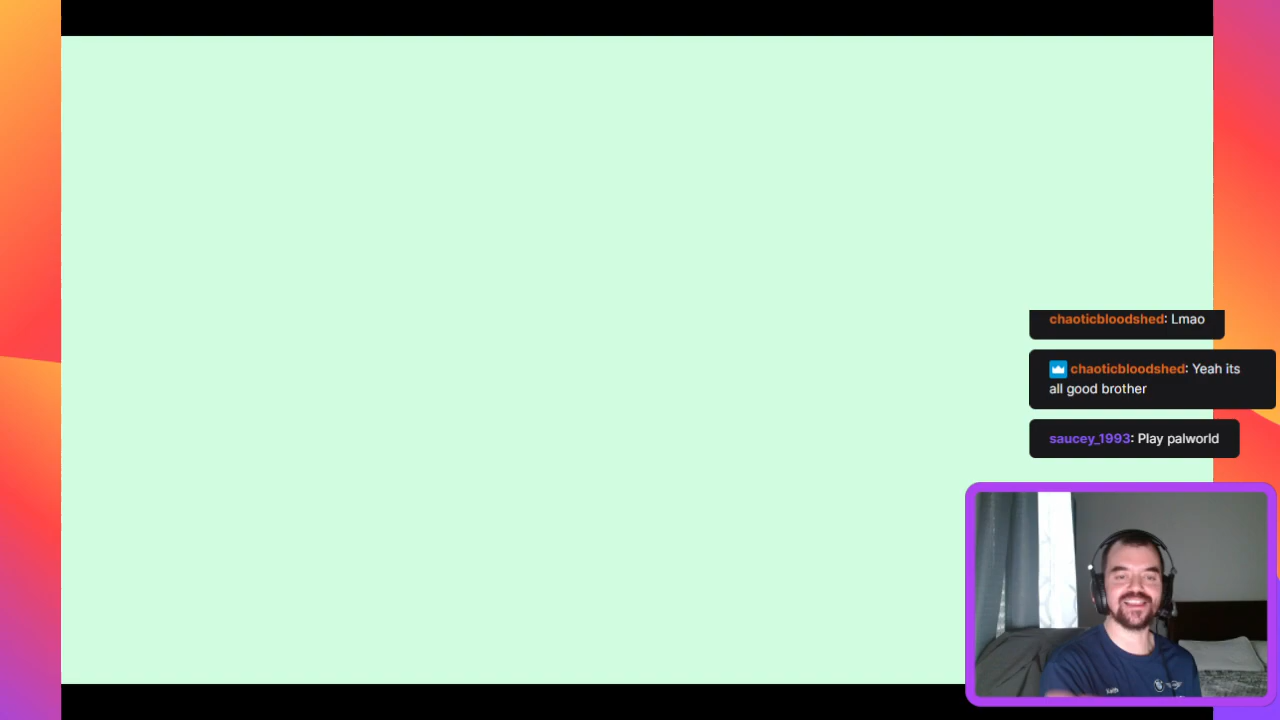 chaoticbloodshed: Lmao
chaoticbloodshed: Yeah its
all good brother
saucey_1993: Play palworld